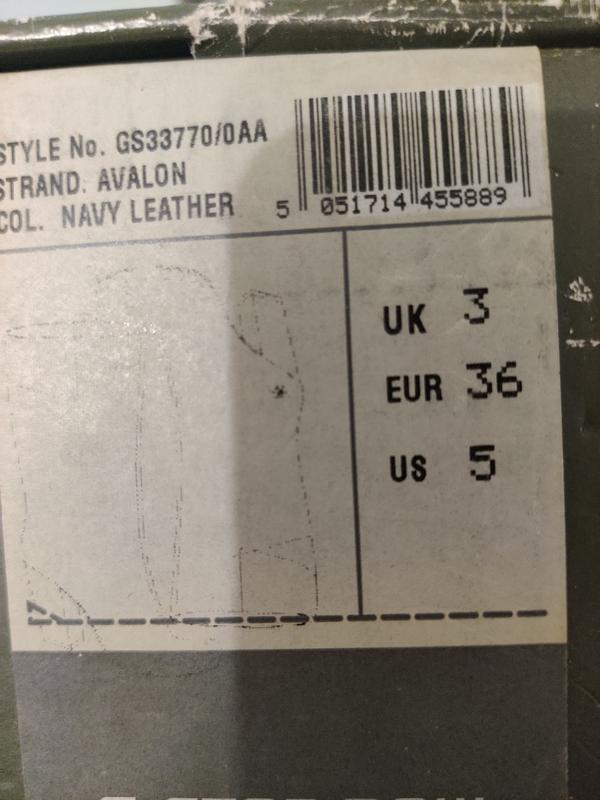 STYLE No. GS33770/0AA
STRAND. AVALON
COL. NAVY LEATHER
5 051714 455889
UK 3
EUR 36
US 5